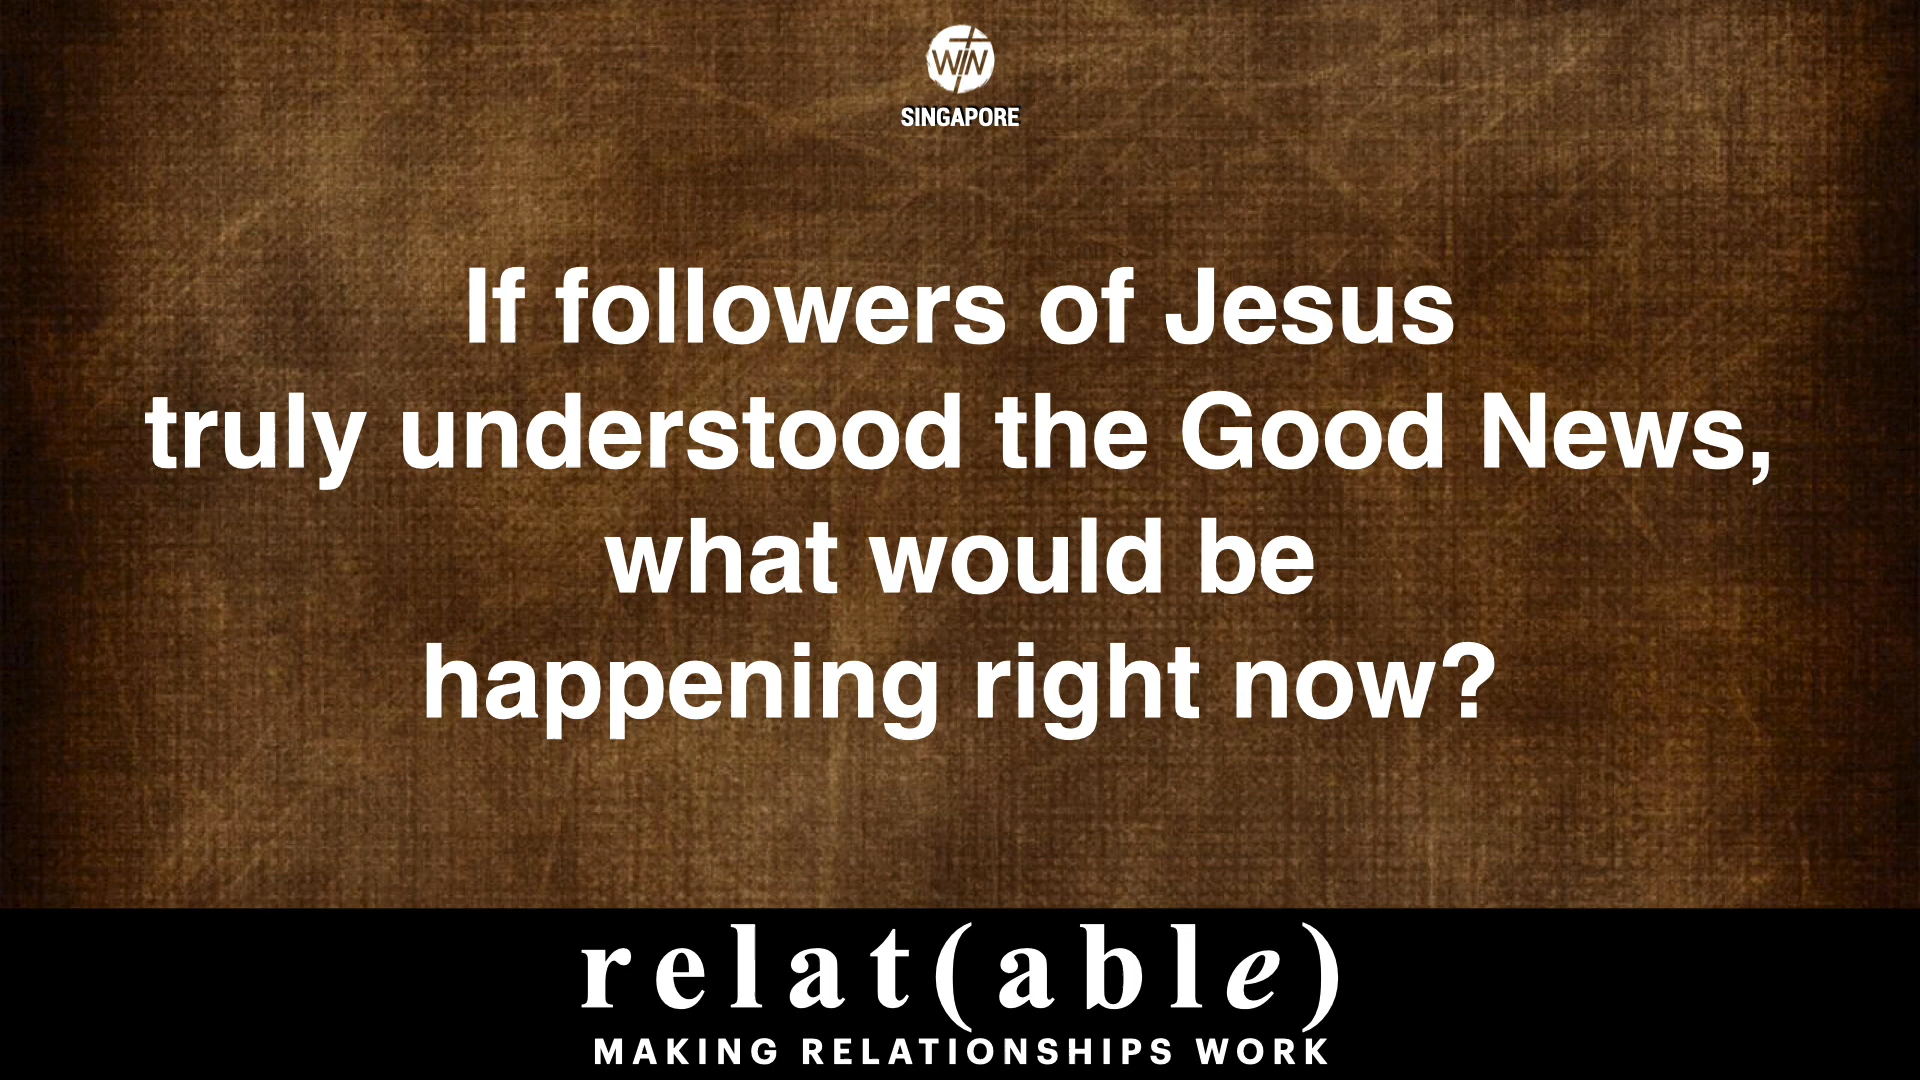 WIN
SINGAPORE
If followers of Jesus
truly understood the Good News,
what would be
happening right now?
relat(able)
MAKING RELATIONSHIPS WORK